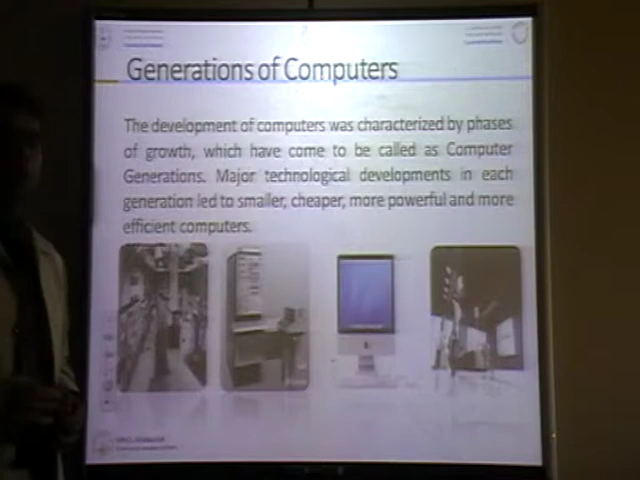 Generations of Computers
The development of computers was characterized by phases
of growth, which have come to be called as Computer
Generations. Major technological developments in each
generation led to smaller, cheaper, more powerful and more
efficient computers.